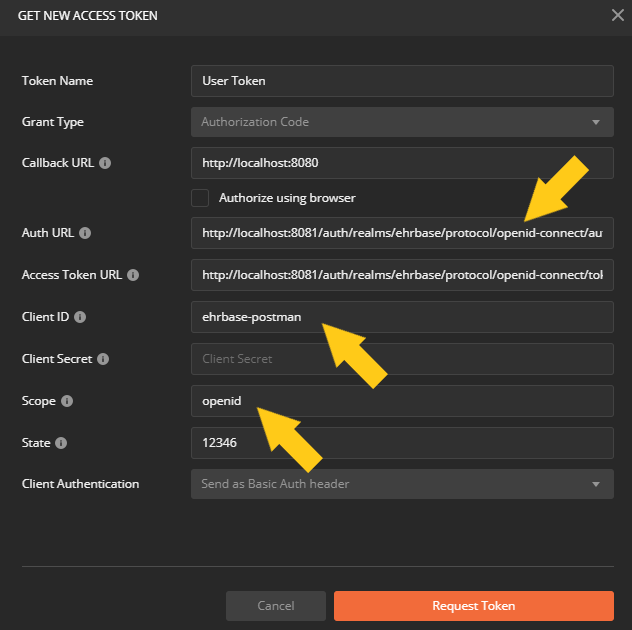 GET NEW ACCESS TOKEN
Token Name
User Token
Grant Type
Authorization Code
Callback URL
http://localhost:8080
Authorize using browser
Auth URL
http://localhost:8081/auth/realms/ehrbase/protocol/openid-connect/au
Access Token URL
http://localhost:8081/auth/realms/ehrbase/protocol/openid-connect/tok
Client ID
ehrbase-postman
Client Secret
Client Secret
Scope
openid
State
12346
Client Authentication
Send as Basic Auth header
Cancel
Request Token